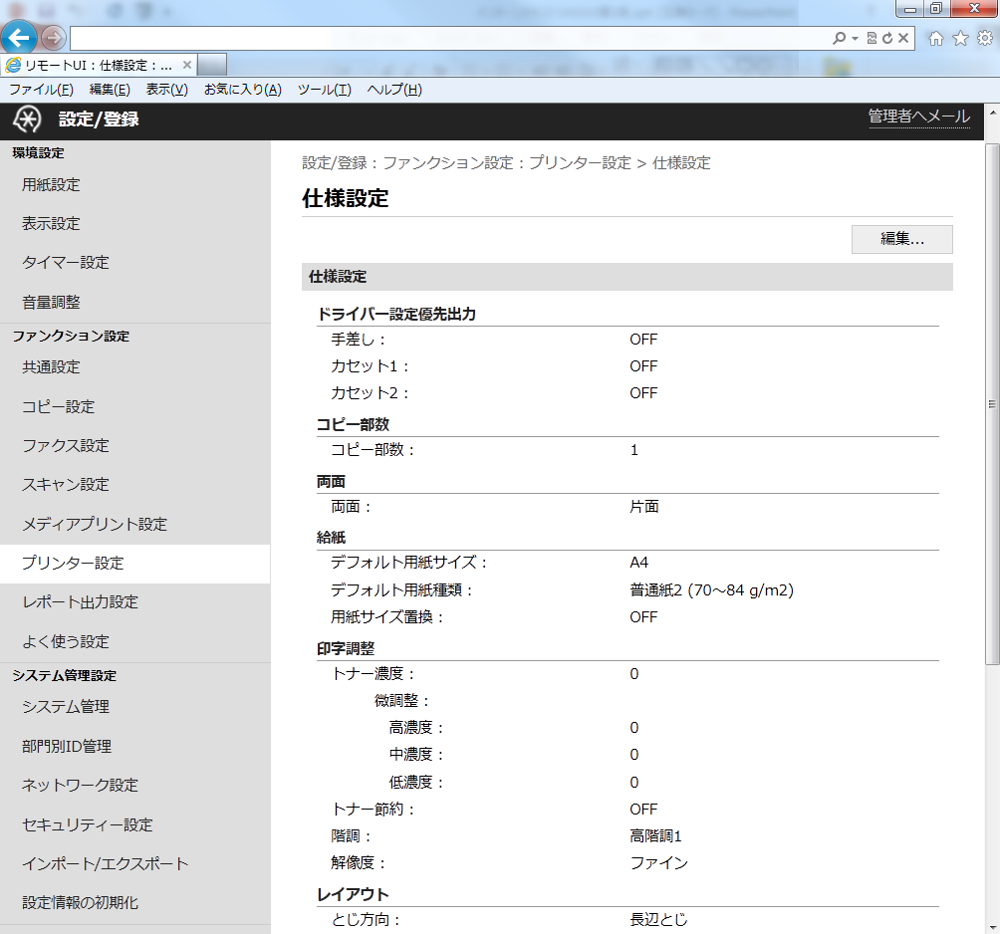 リモートUI：仕様設定：...
ファイル(F) 編集(E) 表示(V) お気に入り(A) ツール(T) ヘルプ(H)
設定/登録
管理者へメール
環境設定
用紙設定
表示設定
タイマー設定
音量調整
ファンクション設定
共通設定
コピー設定
ファクス設定
スキャン設定
メディアプリント設定
プリンター設定
レポート出力設定
よく使う設定
システム管理設定
システム管理
部門別ID管理
ネットワーク設定
セキュリティー設定
インポート/エクスポート
設定情報の初期化
設定/登録：ファンクション設定：プリンター設定 > 仕様設定
仕様設定
編集...
仕様設定
ドライバー設定優先出力
手差し： OFF
カセット1： OFF
カセット2： OFF
コピー部数
コピー部数： 1
両面
両面： 片面
給紙
デフォルト用紙サイズ： A4
デフォルト用紙種類： 普通紙2 (70～84 g/m2)
用紙サイズ置換： OFF
印字調整
トナー濃度： 0
微調整：
高濃度： 0
中濃度： 0
低濃度： 0
トナー節約： OFF
階調： 高階調1
解像度： ファイン
レイアウト
とじ方向： 長辺とじ